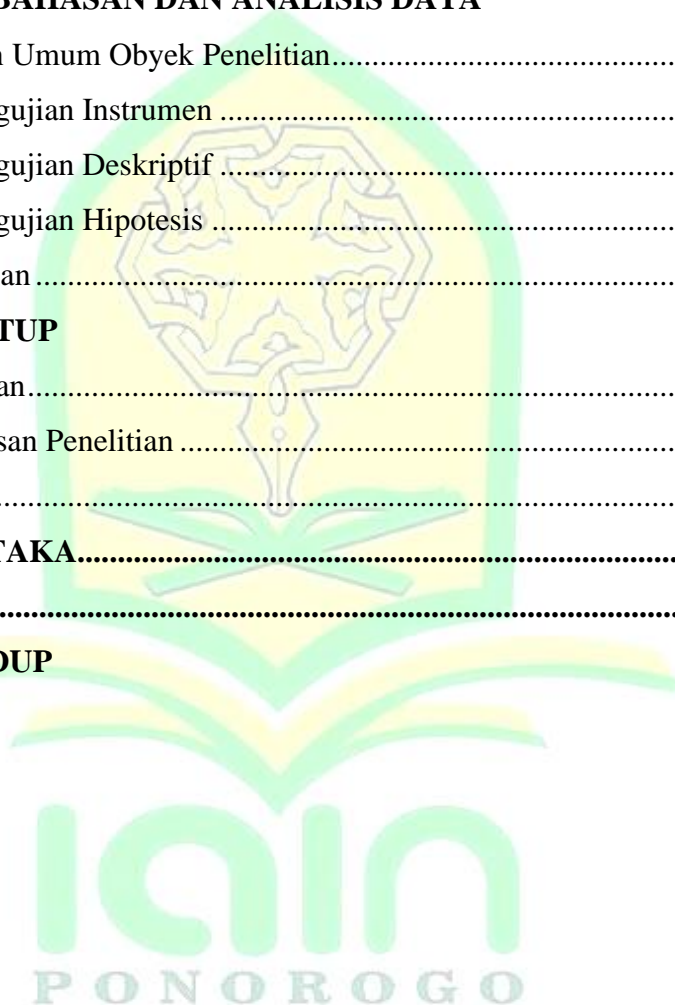 BAHASAN DAN ANALISIS DATA
Umum Obyek Penelitian..........................................
gujian Instrumen ..........................................................
gujian Deskriptif ..........................................................
gujian Hipotesis ...........................................................
an ..................................................................................
TUP
an...................................................................................
san Penelitian ...............................................................
.......................................................................................
TAKA...........................................................................
.....................................................................................
DUP
iain
PONOROGO